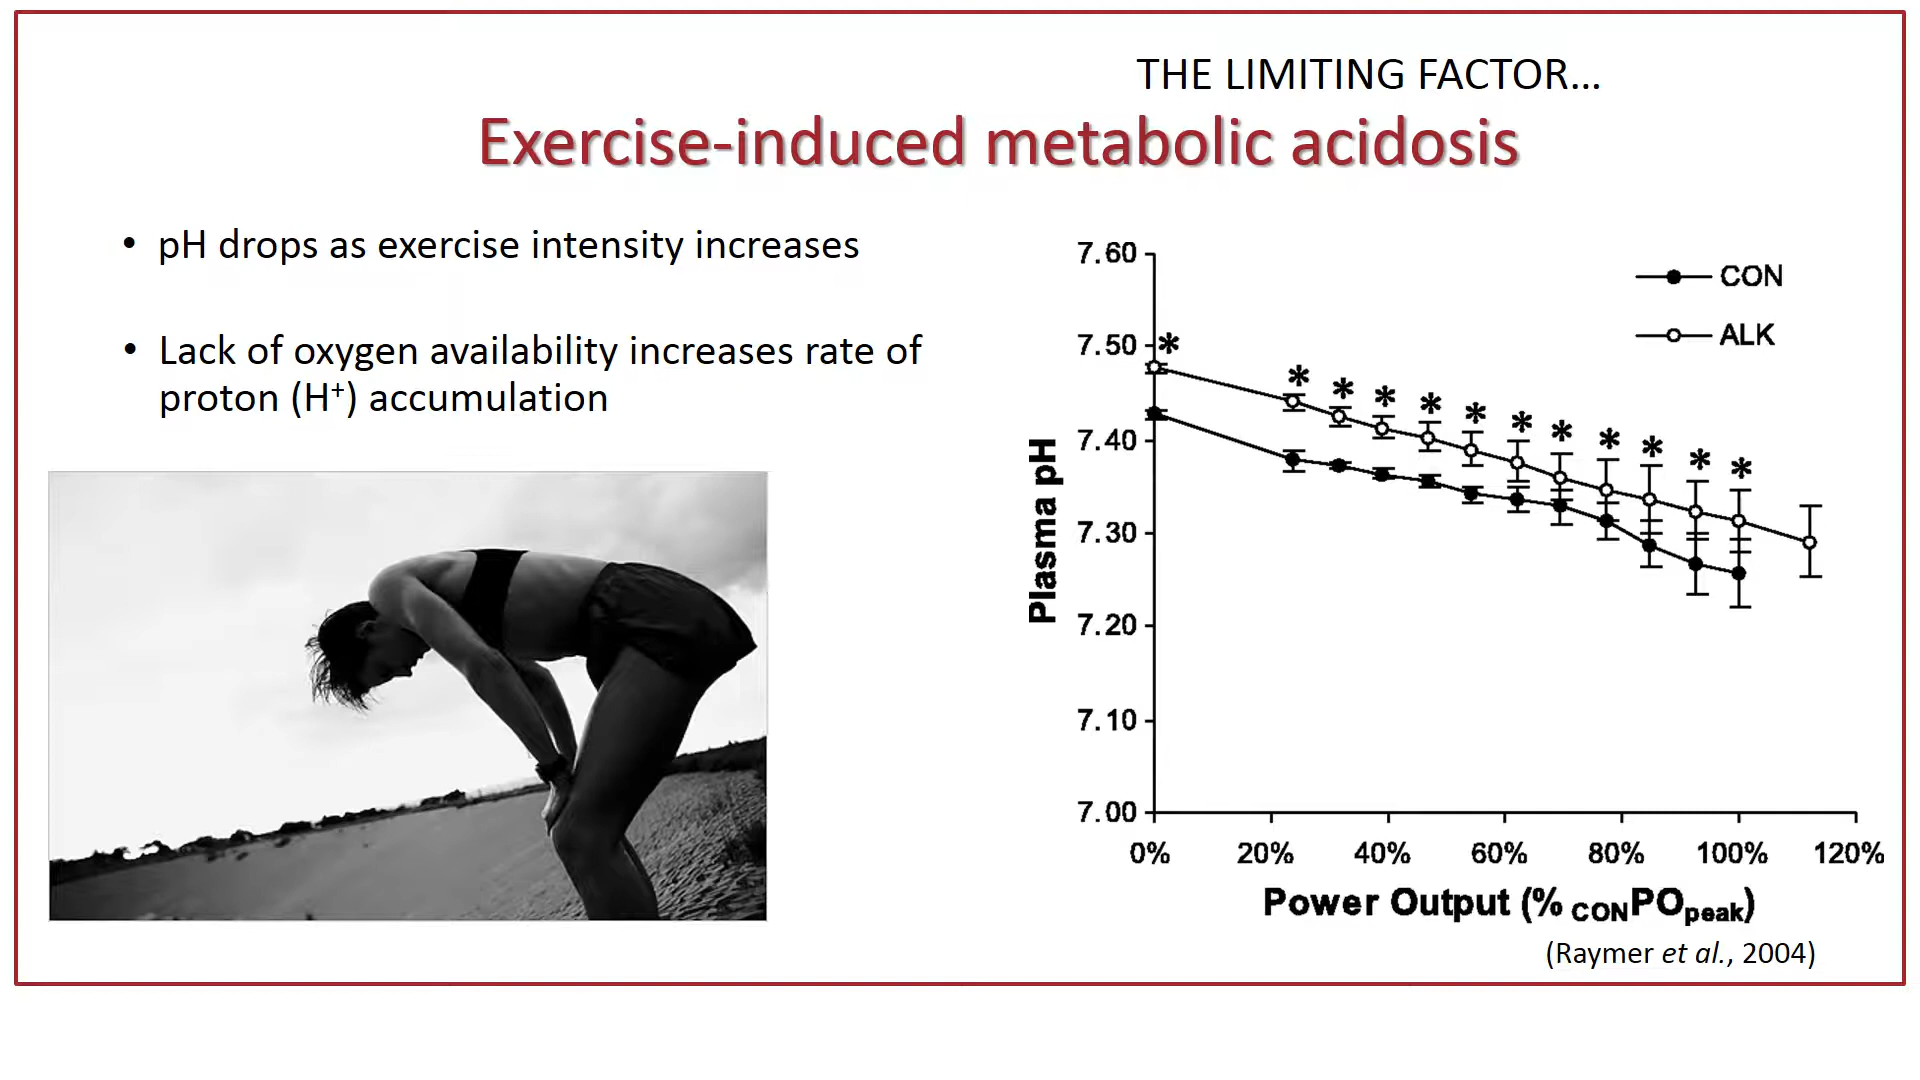 THE LIMITING FACTOR...
Exercise-induced metabolic acidosis
• pH drops as exercise intensity increases
• Lack of oxygen availability increases rate of
proton (H⁺) accumulation
7.60
7.50
7.40
7.30
7.20
7.10
7.00
Plasma pH
CON
ALK
* * * * * * * * * * * *
0% 20% 40% 60% 80% 100% 120%
Power Output (% CONPOpeak)
(Raymer et al., 2004)